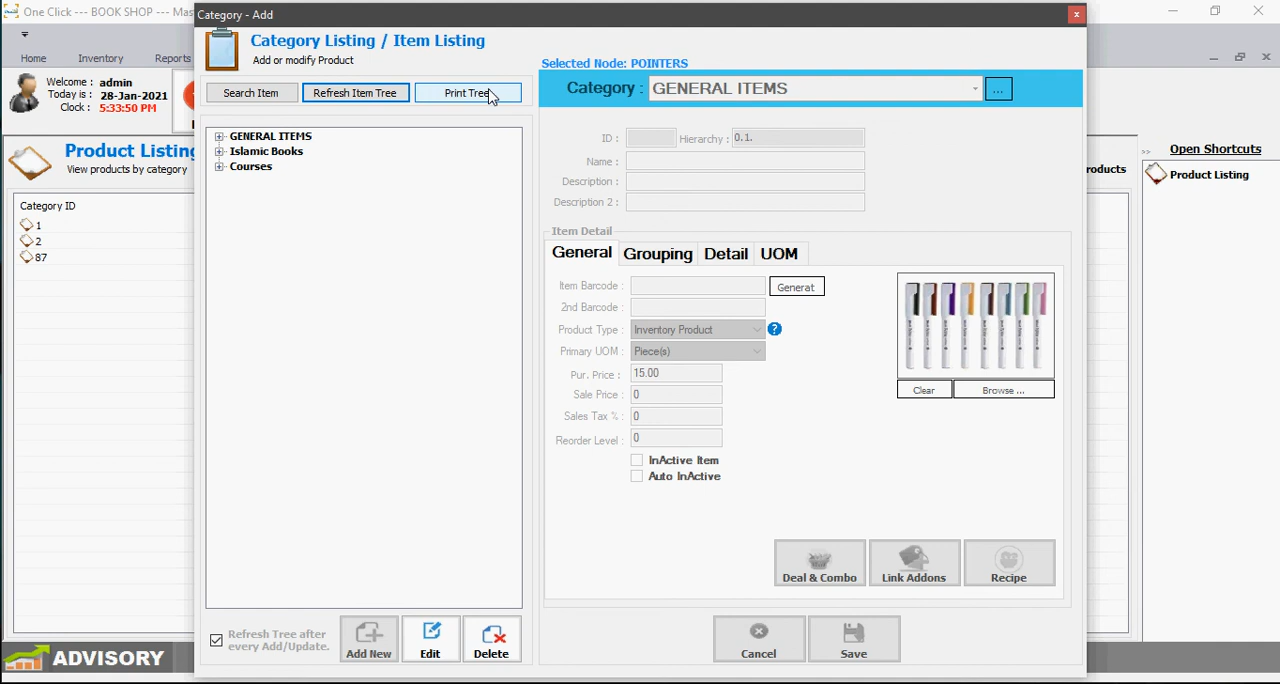 One Click --- BOOK SHOP --- Mas
Category - Add
Home
Inventory
Reports
Category Listing / Item Listing
Add or modify Product
Welcome : admin
Today is : 28-Jan-2021
Clock : 5:33:50 PM
Search Item
Refresh Item Tree
Print Tree
Selected Node: POINTERS
Category :
GENERAL ITEMS
...
Product Listing
View products by category
Category ID
1
2
87
GENERAL ITEMS
Islamic Books
Courses
ID :
Hierarchy :
0.1.
Name :
Description :
Description 2 :
Item Detail
General
Grouping
Detail
UOM
Item Barcode :
Generat
2nd Barcode :
Product Type :
Inventory Product
?
Primary UOM :
Piece(s)
Pur. Price :
15.00
Sale Price :
0
Sales Tax % :
0
Reorder Level :
0
InActive Item
Auto InActive
Clear
Browse ...
Deal & Combo
Link Addons
Recipe
Refresh Tree after
every Add/Update.
Add New
Edit
Delete
Cancel
Save
roducts
>>
Open Shortcuts
Product Listing
ADVISORY